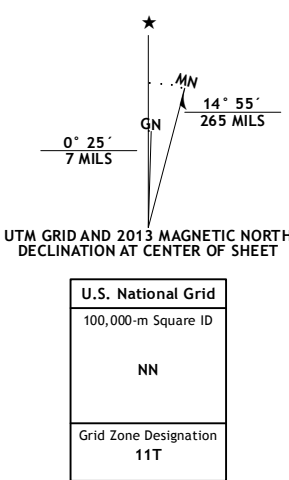 MN
14° 55´
265 MILS
GN
0° 25´
7 MILS
UTM GRID AND 2013 MAGNETIC NORTH
DECLINATION AT CENTER OF SHEET
U.S. National Grid
100,000-m Square ID
NN
Grid Zone Designation
11T